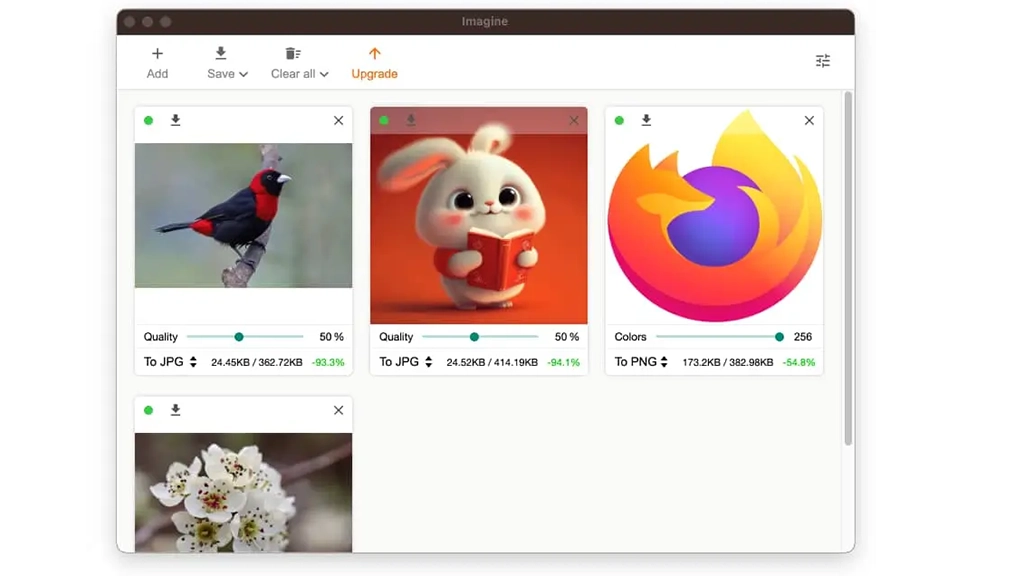 Imagine
Add
Save
Clear all
Upgrade
Quality 50 %
To JPG 24.45KB / 362.72KB -93.3%
Quality 50 %
To JPG 24.52KB / 414.19KB -94.1%
Colors 256
To PNG 173.2KB / 382.98KB -54.8%